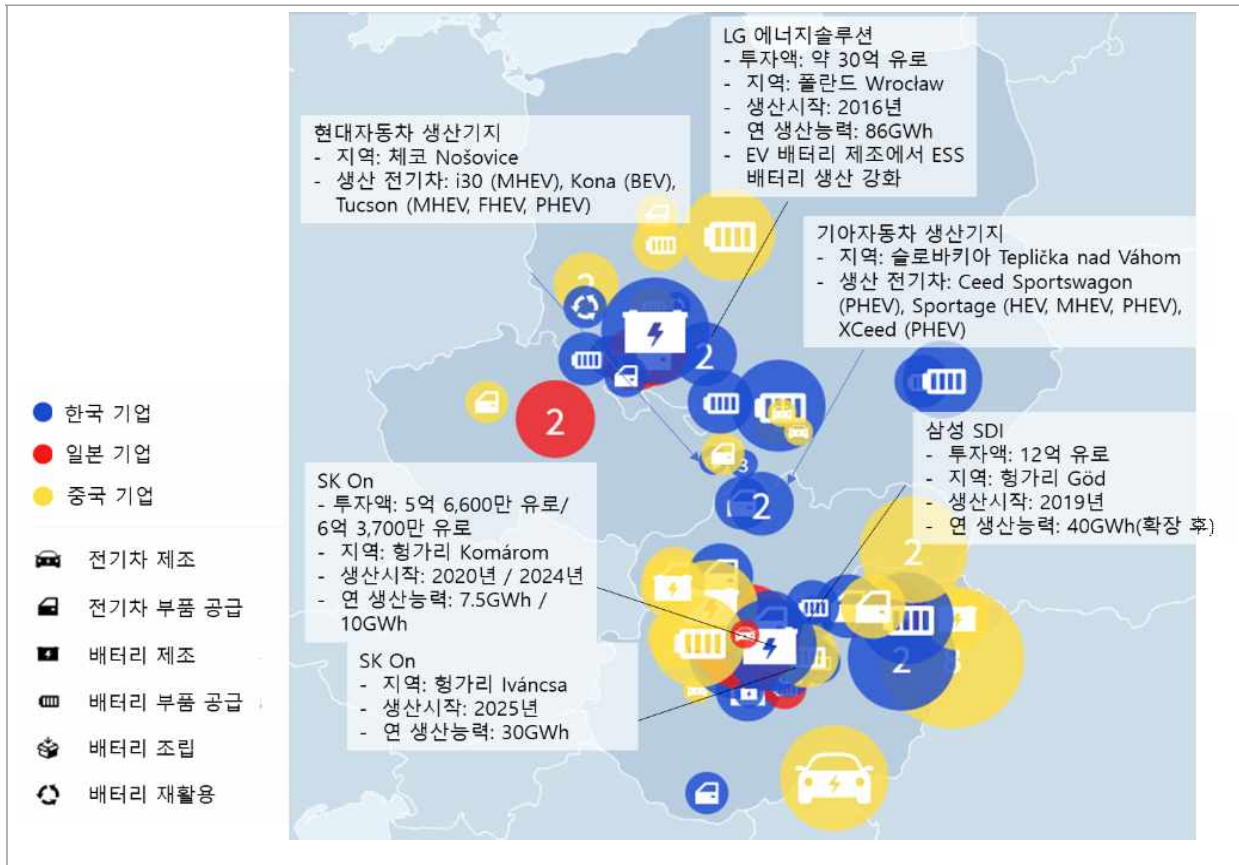 LG 에너지솔루션
- 투자액: 약 30억 유로
- 지역: 폴란드 Wrocław
- 생산시작: 2016년
- 연 생산능력: 86GWh
- EV 배터리 제조에서 ESS
배터리 생산 강화
현대자동차 생산기지
- 지역: 체코 Nošovice
- 생산 전기차: i30 (MHEV), Kona (BEV),
Tucson (MHEV, FHEV, PHEV)
기아자동차 생산기지
- 지역: 슬로바키아 Teplička nad Váhom
- 생산 전기차: Ceed Sportswagon
(PHEV), Sportage (HEV, MHEV, PHEV),
XCeed (PHEV)
2
2
2
3
2
삼성 SDI
- 투자액: 12억 유로
- 지역: 헝가리 Göd
- 생산시작: 2019년
- 연 생산능력: 40GWh(확장 후)
SK On
- 투자액: 5억 6,600만 유로/
6억 3,700만 유로
- 지역: 헝가리 Komárom
- 생산시작: 2020년 / 2024년
- 연 생산능력: 7.5GWh /
10GWh
2
2
8
SK On
- 지역: 헝가리 Iváncsa
- 생산시작: 2025년
- 연 생산능력: 30GWh
한국 기업
일본 기업
중국 기업
전기차 제조
전기차 부품 공급
배터리 제조
배터리 부품 공급
배터리 조립
배터리 재활용